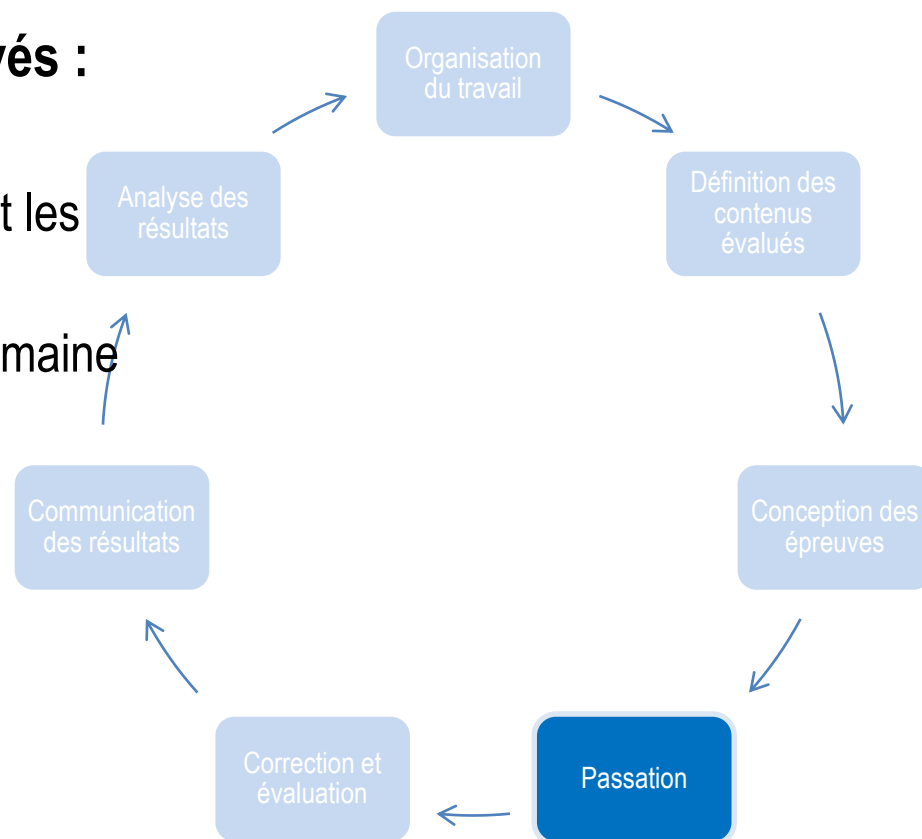 vés :
t les
maine
Organisation
du travail
Définition des
contenus
évalués
Conception des
épreuves
Passation
Correction et
évaluation
Communication
des résultats
Analyse des
résultats